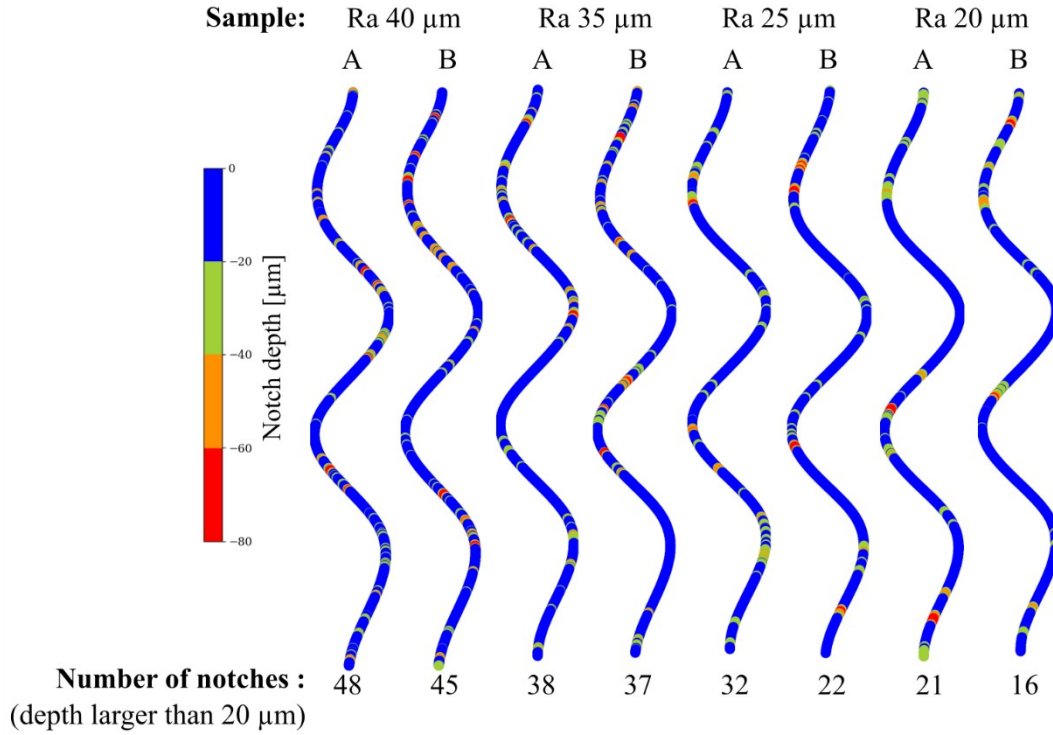 Sample: Ra 40 µm Ra 35 µm Ra 25 µm Ra 20 µm
A B A B A B A B
0
−20
−40
−60
−80
Notch depth [µm]
Number of notches :
48 45 38 37 32 22 21 16
(depth larger than 20 µm)